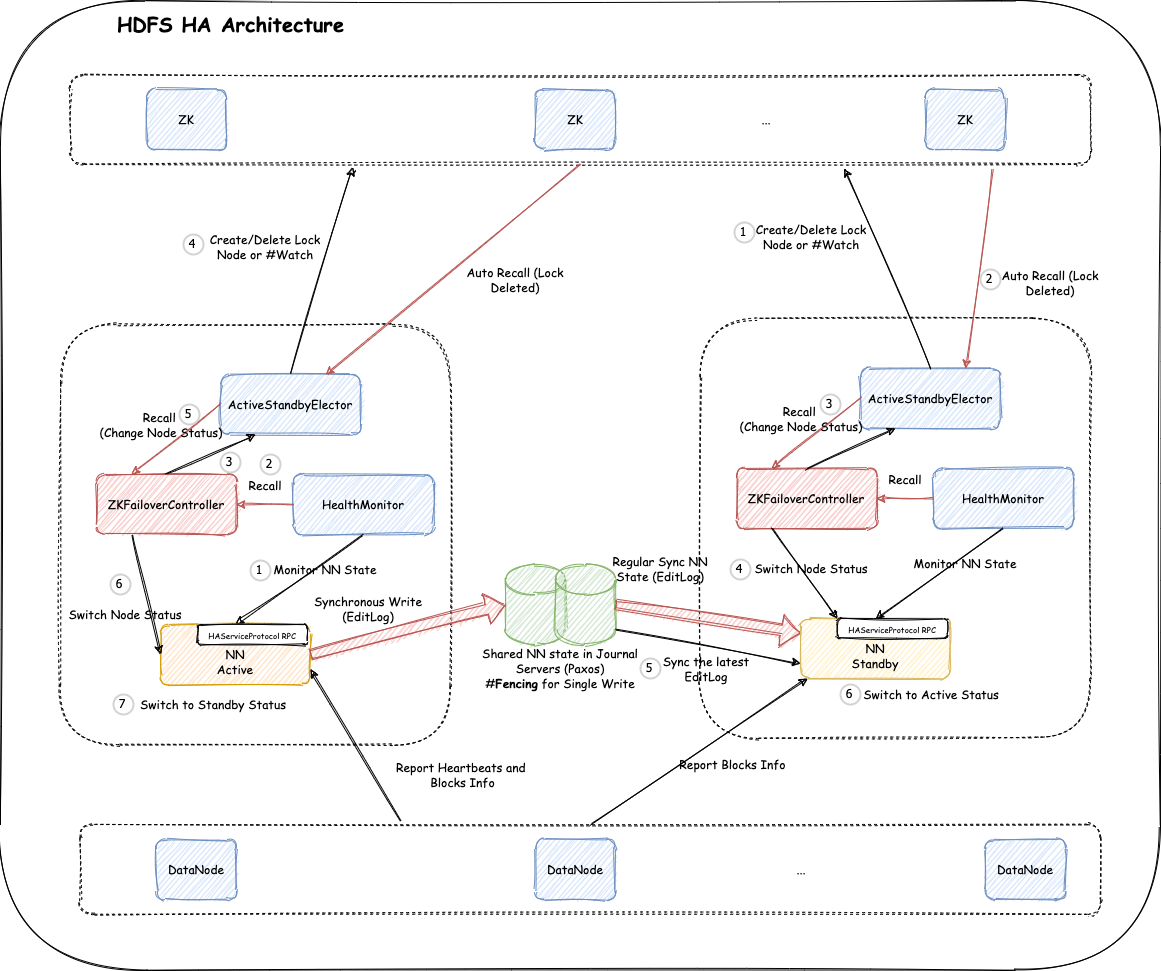 HDFS HA Architecture
ZK
ZK
...
ZK
4
Create/Delete Lock
Node or #Watch
1
Create/Delete Lock
Node or #Watch
Auto Recall (Lock
Deleted)
2
Auto Recall (Lock
Deleted)
ActiveStandbyElector
Recall
5
(Change Node Status)
3
2
Recall
ZKFailoverController
HealthMonitor
1
Monitor NN State
6
Switch Node Status
HAServiceProtocol RPC
NN
Active
7
Switch to Standby Status
Synchronous Write
(EditLog)
Shared NN state in Journal
Servers (Paxos)
#Fencing for Single Write
Regular Sync NN
State (EditLog)
5
Sync the latest
EditLog
ActiveStandbyElector
Recall
3
(Change Node Status)
Recall
ZKFailoverController
HealthMonitor
4
Switch Node Status
Monitor NN State
HAServiceProtocol RPC
NN
Standby
6
Switch to Active Status
Report Heartbeats and
Blocks Info
Report Blocks Info
DataNode
DataNode
...
DataNode